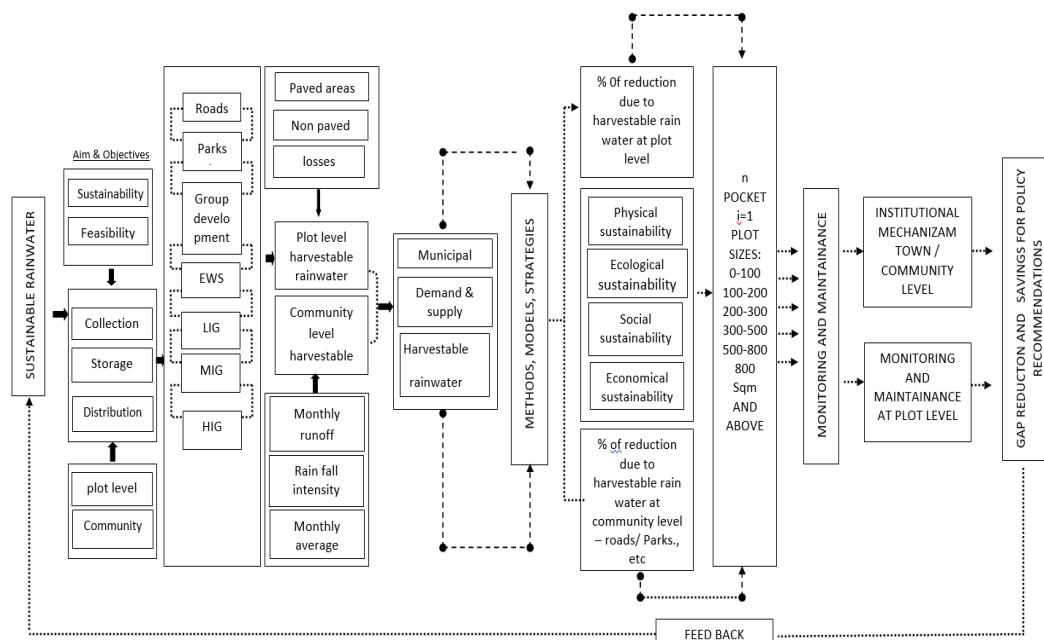 SUSTAINABLE RAINWATER
Aim & Objectives
Sustainability
Feasibility
Collection
Storage
Distribution
plot level
Community
Roads
Parks
.
Group
develo
pment
EWS
LIG
MIG
HIG
Paved areas
Non paved
losses
Plot level
harvestable
rainwater
Community
level
harvestable
Monthly
runoff
Rain fall
intensity
Monthly
average
Municipal
Demand &
supply
Harvestable
rainwater
METHODS, MODELS, STRATEGIES
% 0f reduction
due to
harvestable rain
water at plot
level
Physical
sustainability
Ecological
sustainability
Social
sustainability
Economical
sustainability
% of reduction
due to
harvestable rain
water at
community level
– roads/ Parks.,
etc
n
POCKET
i=1
PLOT
SIZES:
0-100
100-200
200-300
300-500
500-800
800
Sqm
AND
ABOVE
MONITORING AND MAINTAINANCE
INSTITUTIONAL
MECHANIZAM
TOWN /
COMMUNITY
LEVEL
MONITORING
AND
MAINTAINANCE
AT PLOT LEVEL
GAP REDUCTON AND SAVINGS FOR POLICY
RECOMMENDATIONS
FEED BACK